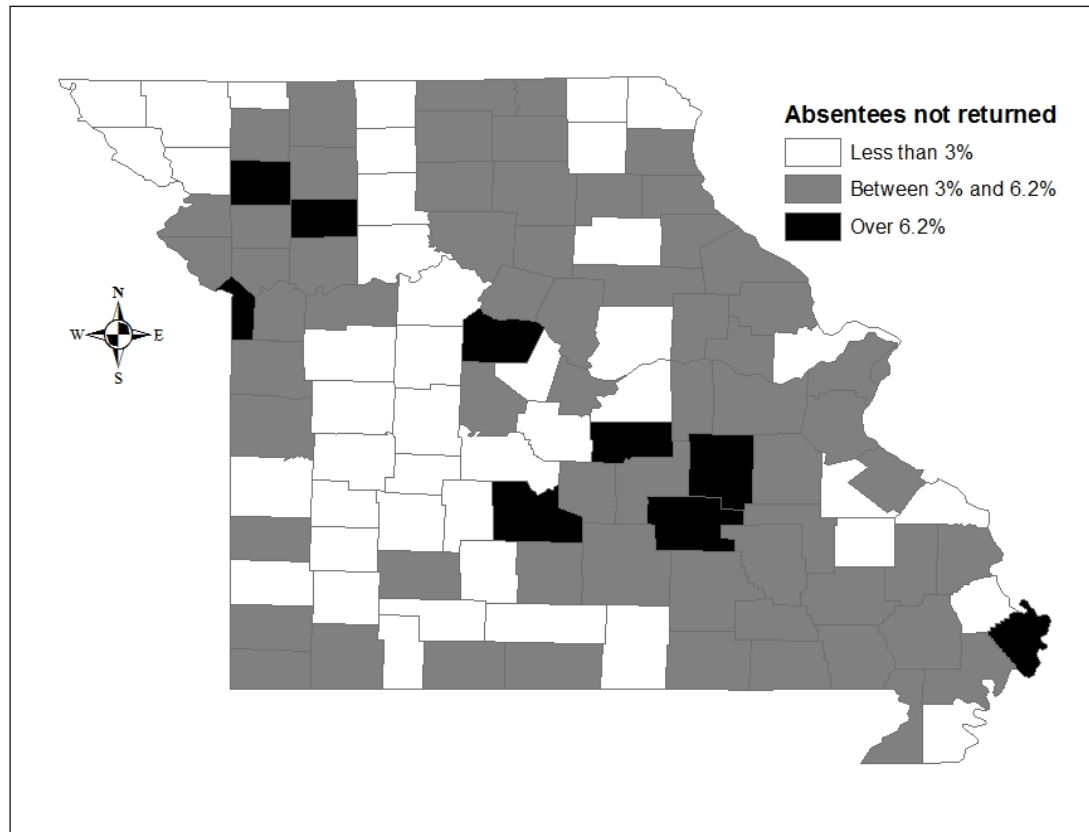 Absentees not returned
Less than 3%
Between 3% and 6.2%
Over 6.2%
N
W E
S